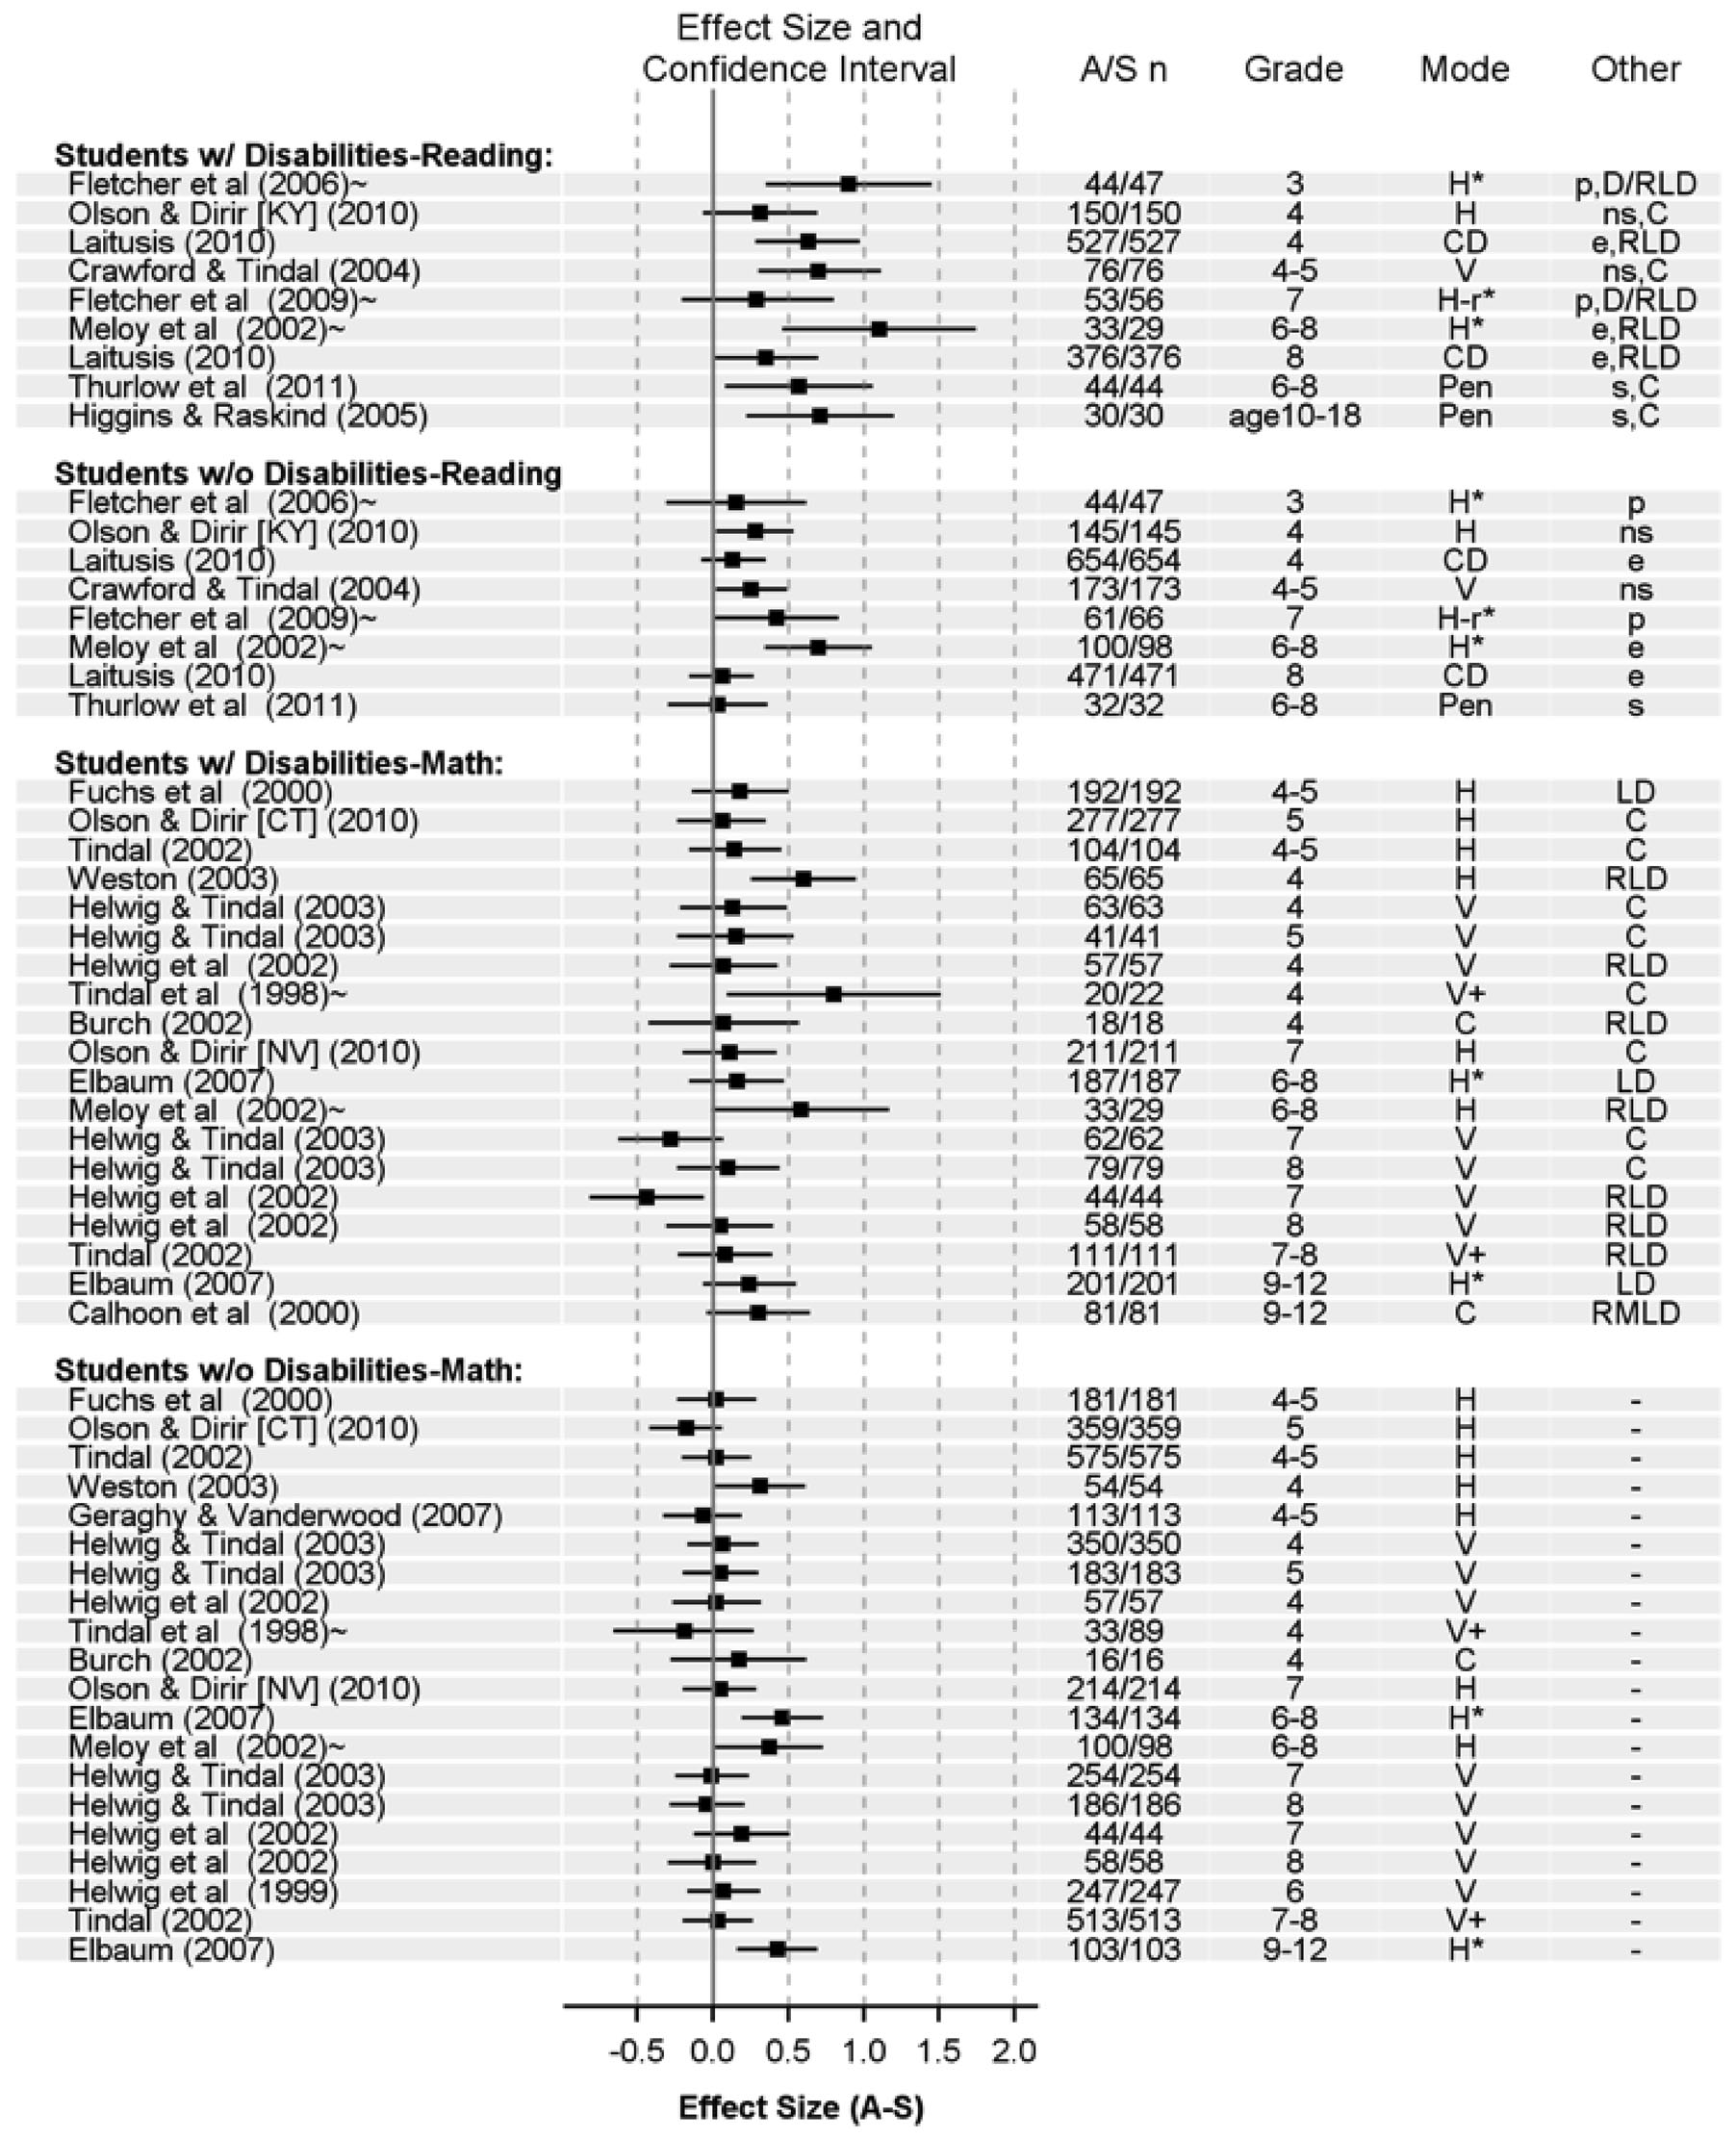 Effect Size and
Confidence Interval A/S n Grade Mode Other
Students w/ Disabilities-Reading:
Fletcher et al (2006)~ 44/47 3 H* p,D/RLD
Olson & Dirir [KY] (2010) 150/150 4 H ns,C
Laitusis (2010) 527/527 4 CD e,RLD
Crawford & Tindal (2004) 76/76 4-5 V ns,C
Fletcher et al (2009)~ 53/56 7 H-r* p,D/RLD
Meloy et al (2002)~ 33/29 6-8 H* e,RLD
Laitusis (2010) 376/376 8 CD e,RLD
Thurlow et al (2011) 44/44 6-8 Pen s,C
Higgins & Raskind (2005) 30/30 age10-18 Pen s,C
Students w/o Disabilities-Reading
Fletcher et al (2006)~ 44/47 3 H* p
Olson & Dirir [KY] (2010) 145/145 4 H ns
Laitusis (2010) 654/654 4 CD e
Crawford & Tindal (2004) 173/173 4-5 V ns
Fletcher et al (2009)~ 61/66 7 H-r* p
Meloy et al (2002)~ 100/98 6-8 H* e
Laitusis (2010) 471/471 8 CD e
Thurlow et al (2011) 32/32 6-8 Pen s
Students w/ Disabilities-Math:
Fuchs et al (2000) 192/192 4-5 H LD
Olson & Dirir [CT] (2010) 277/277 5 H C
Tindal (2002) 104/104 4-5 H C
Weston (2003) 65/65 4 H RLD
Helwig & Tindal (2003) 63/63 4 V C
Helwig & Tindal (2003) 41/41 5 V C
Helwig et al (2002) 57/57 4 V RLD
Tindal et al (1998)~ 20/22 4 V+ C
Burch (2002) 18/18 4 C RLD
Olson & Dirir [NV] (2010) 211/211 7 H C
Elbaum (2007) 187/187 6-8 H* LD
Meloy et al (2002)~ 33/29 6-8 H RLD
Helwig & Tindal (2003) 62/62 7 V C
Helwig & Tindal (2003) 79/79 8 V C
Helwig et al (2002) 44/44 7 V RLD
Helwig et al (2002) 58/58 8 V RLD
Tindal (2002) 111/111 7-8 V+ RLD
Elbaum (2007) 201/201 9-12 H* LD
Calhoon et al (2000) 81/81 9-12 C RMLD
Students w/o Disabilities-Math:
Fuchs et al (2000) 181/181 4-5 H -
Olson & Dirir [CT] (2010) 359/359 5 H -
Tindal (2002) 575/575 4-5 H -
Weston (2003) 54/54 4 H -
Geraghy & Vanderwood (2007) 113/113 4-5 H -
Helwig & Tindal (2003) 350/350 4 V -
Helwig & Tindal (2003) 183/183 5 V -
Helwig et al (2002) 57/57 4 V -
Tindal et al (1998)~ 33/89 4 V+ -
Burch (2002) 16/16 4 C -
Olson & Dirir [NV] (2010) 214/214 7 H -
Elbaum (2007) 134/134 6-8 H* -
Meloy et al (2002)~ 100/98 6-8 H -
Helwig & Tindal (2003) 254/254 7 V -
Helwig & Tindal (2003) 186/186 8 V -
Helwig et al (2002) 44/44 7 V -
Helwig et al (2002) 58/58 8 V -
Helwig et al (1999) 247/247 6 V -
Tindal (2002) 513/513 7-8 V+ -
Elbaum (2007) 103/103 9-12 H* -
-0.5 0.0 0.5 1.0 1.5 2.0
Effect Size (A-S)